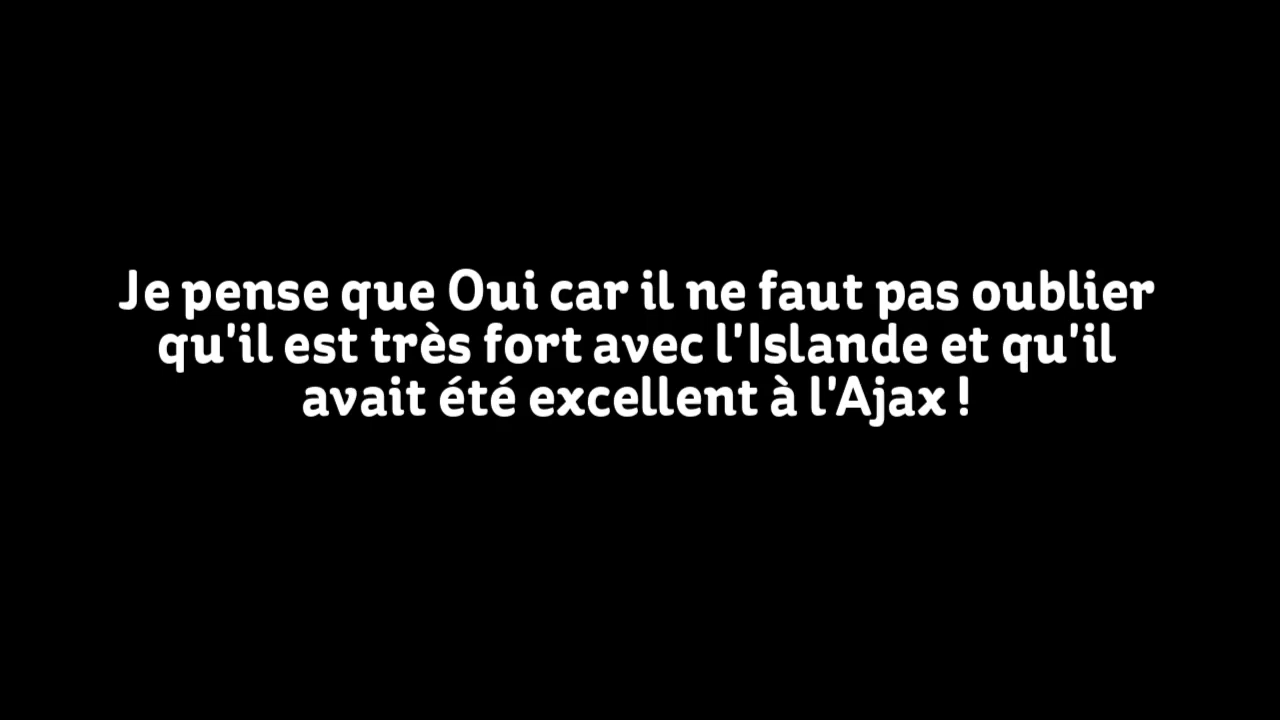 Je pense que Oui car il ne faut pas oublier
qu'il est très fort avec l'Islande et qu'il
avait été excellent à l'Ajax !